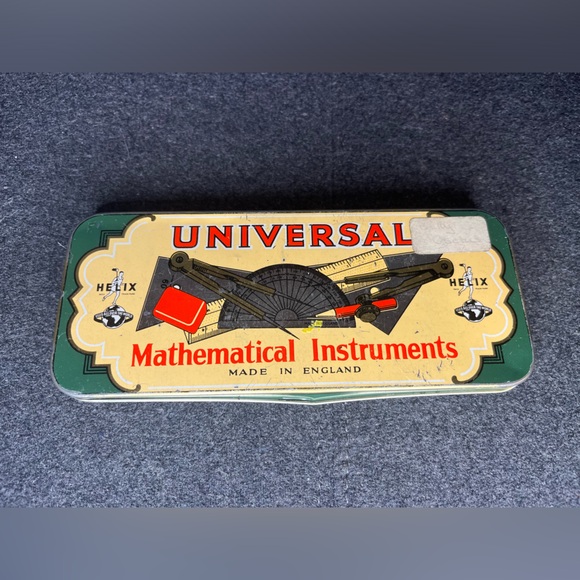 UNIVERSAL
HELIX
HELIX
Mathematical Instruments
MADE IN ENGLAND